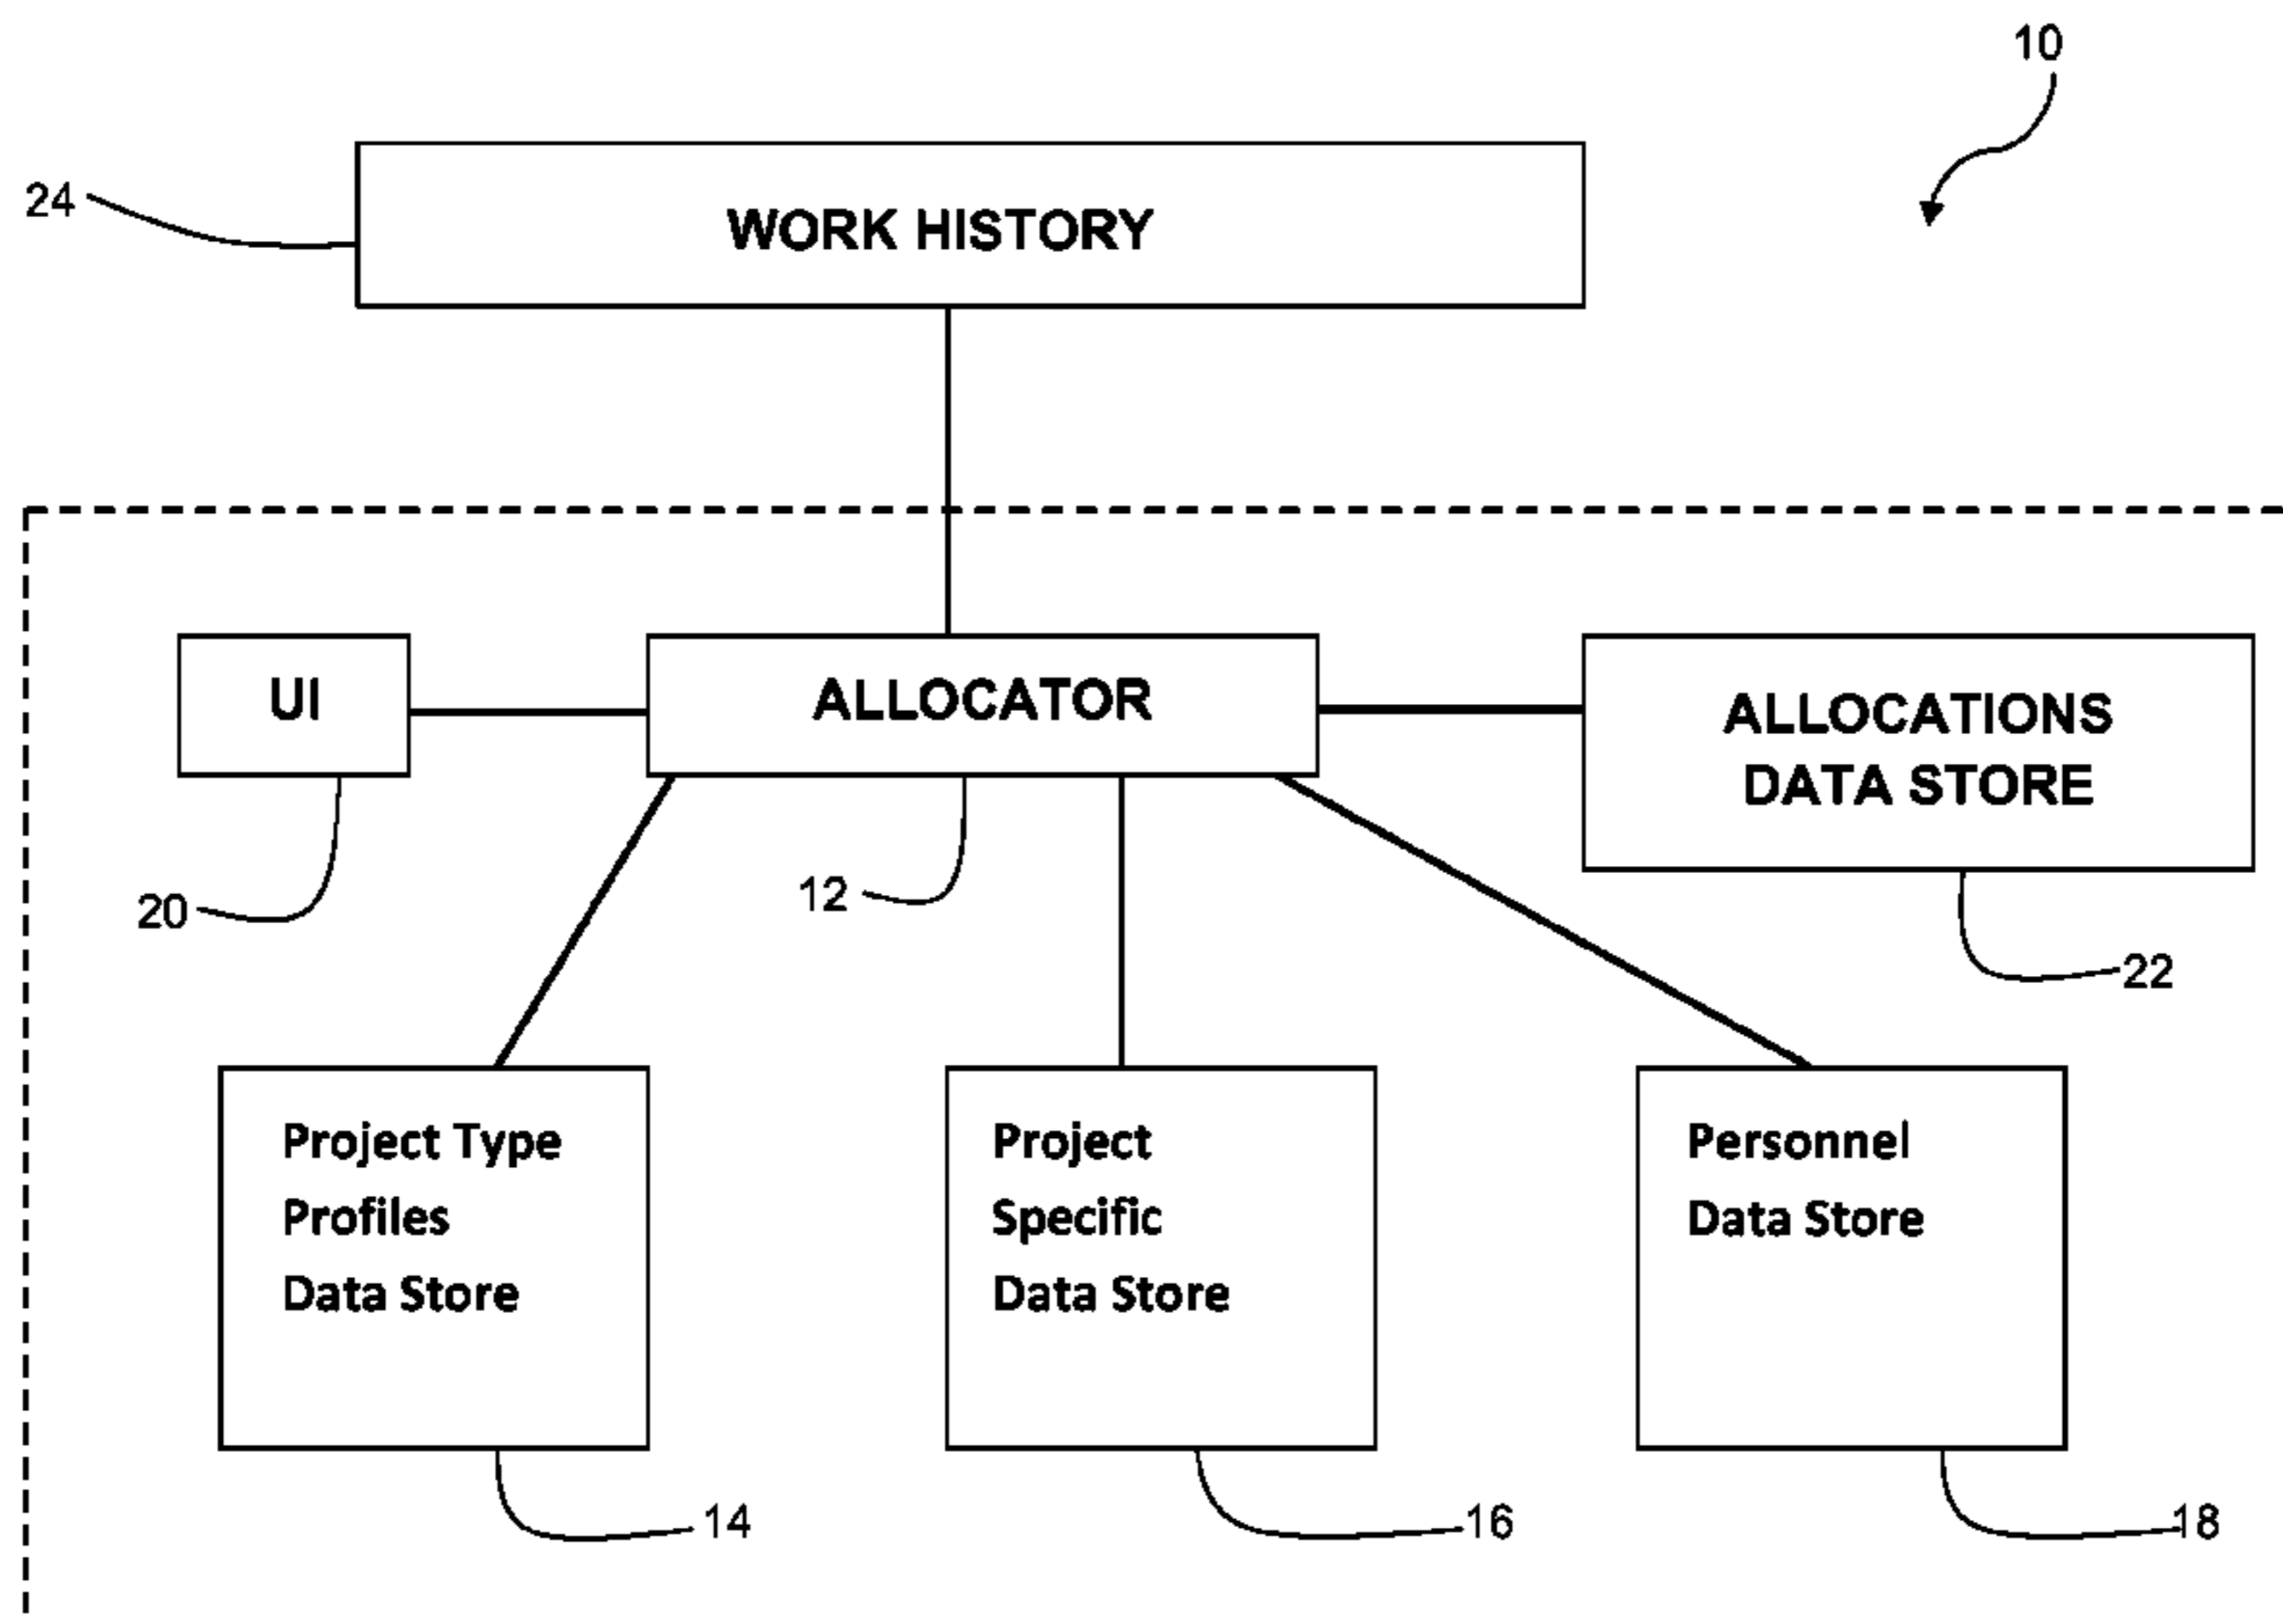 10
24
WORK HISTORY
UI
ALLOCATOR
ALLOCATIONS
DATA STORE
20
12
22
Project Type
Profiles
Data Store
Project
Specific
Data Store
Personnel
Data Store
14
16
18